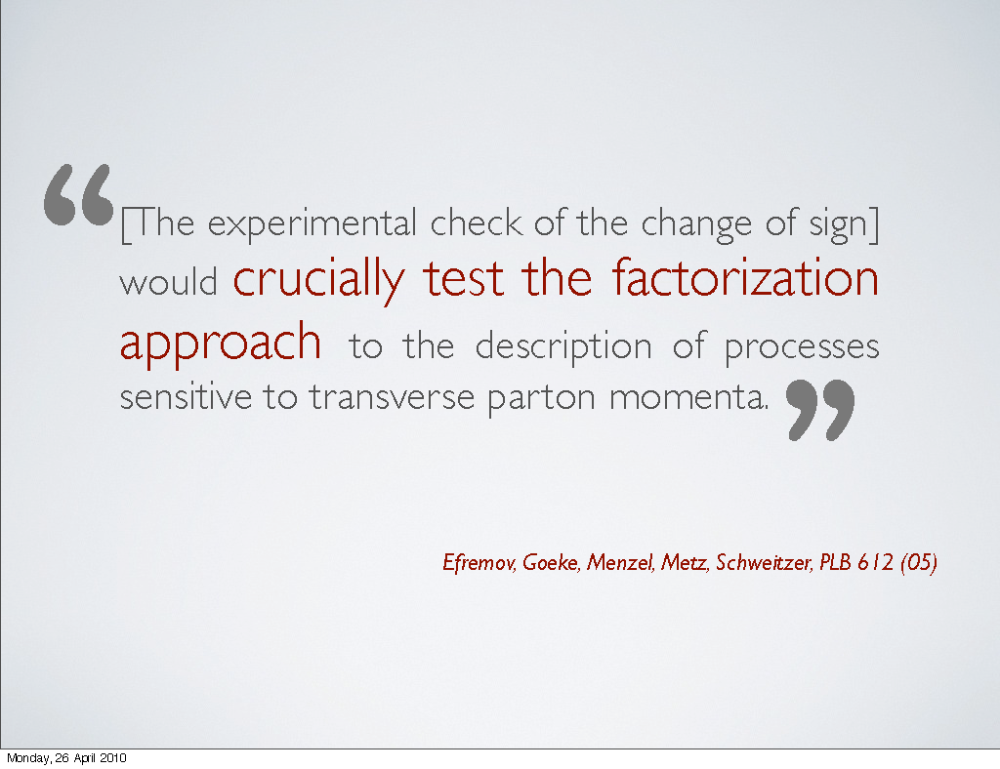 “[The experimental check of the change of sign]
would crucially test the factorization
approach to the description of processes
sensitive to transverse parton momenta.”
Efremov, Goeke, Menzel, Metz, Schweitzer, PLB 612 (05)
Monday, 26 April 2010